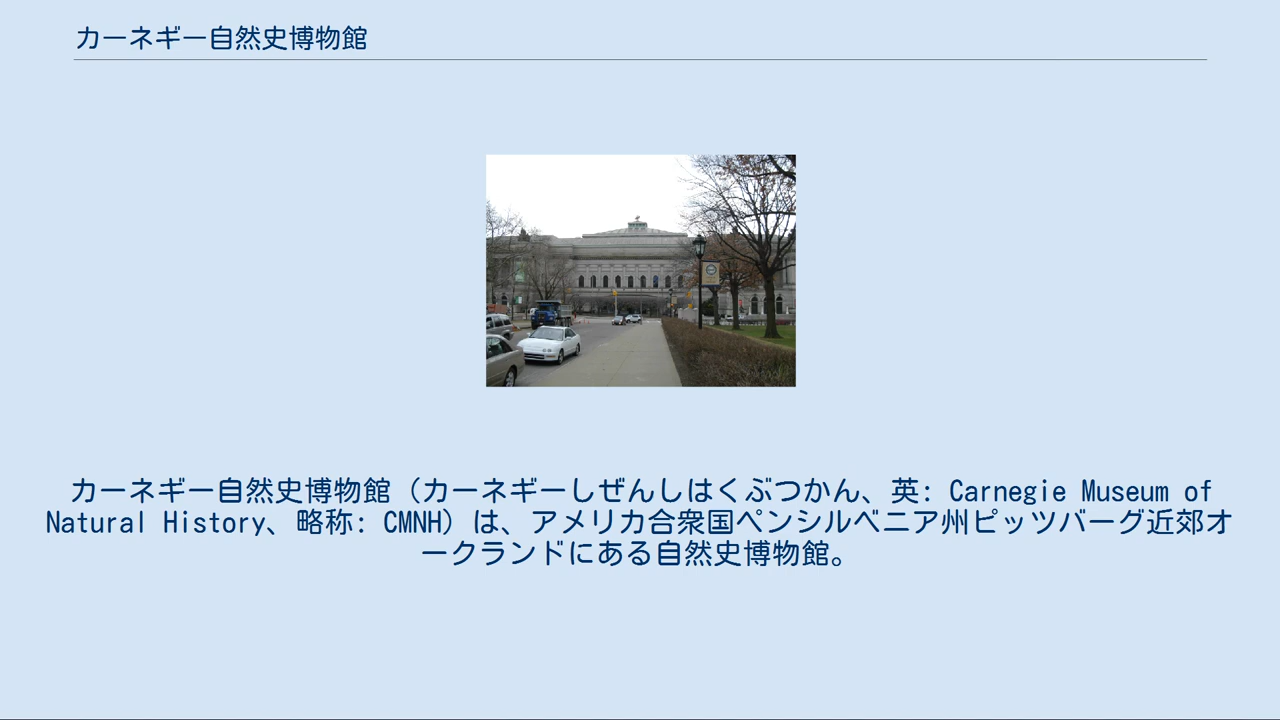 カーネギー自然史博物館
カーネギー自然史博物館（カーネギーしぜんしはくぶつかん、英: Carnegie Museum of
Natural History、略称: CMNH）は、アメリカ合衆国ペンシルベニア州ピッツバーグ近郊オ
ークランドにある自然史博物館。